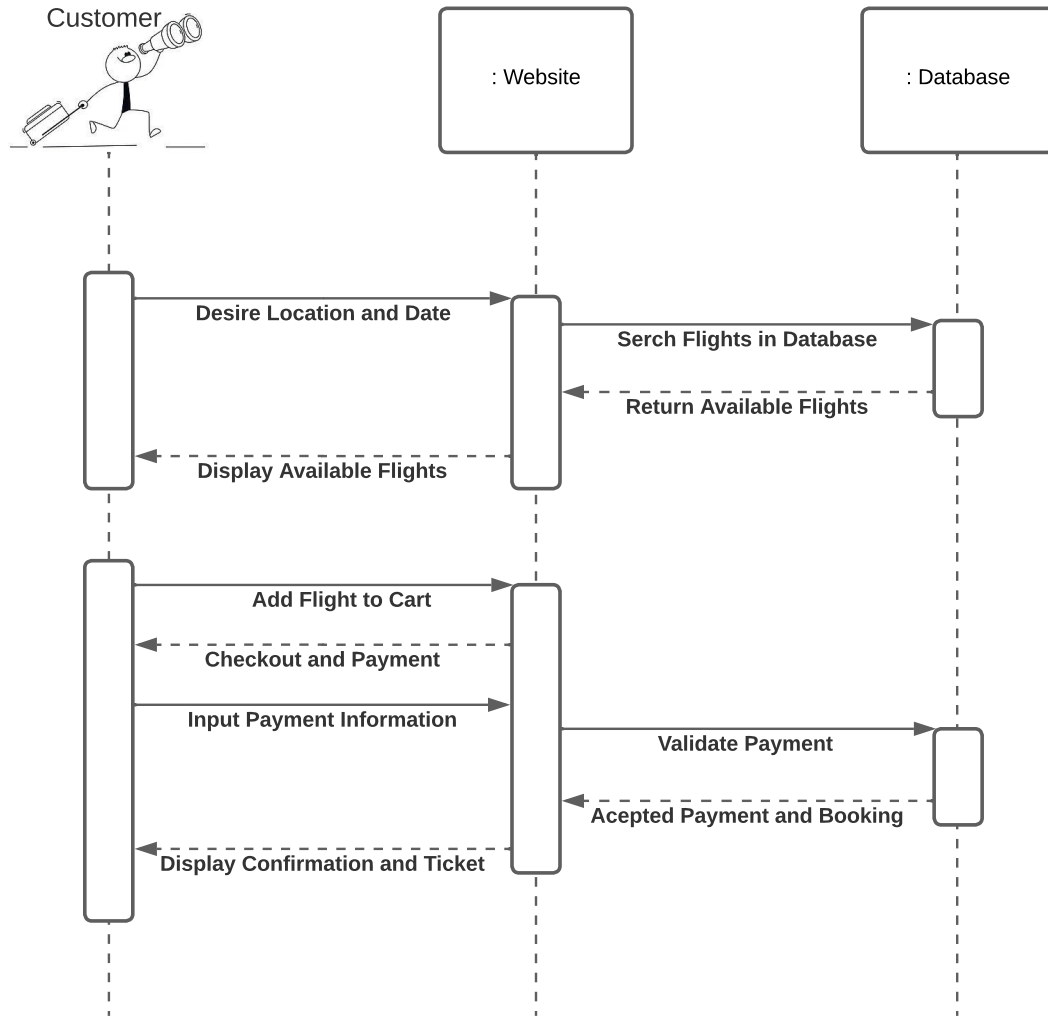 Customer
: Website
: Database
Desire Location and Date
Serch Flights in Database
Return Available Flights
Display Available Flights
Add Flight to Cart
Checkout and Payment
Input Payment Information
Validate Payment
Acepted Payment and Booking
Display Confirmation and Ticket